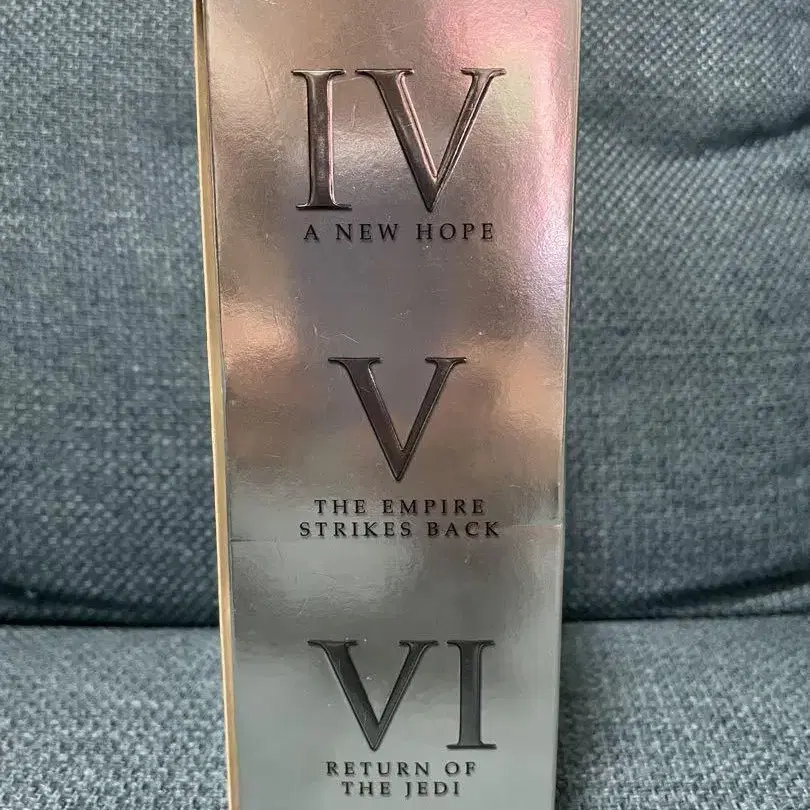 IV
A NEW HOPE
V
THE EMPIRE
STRIKES BACK
VI
RETURN OF
THE JEDI